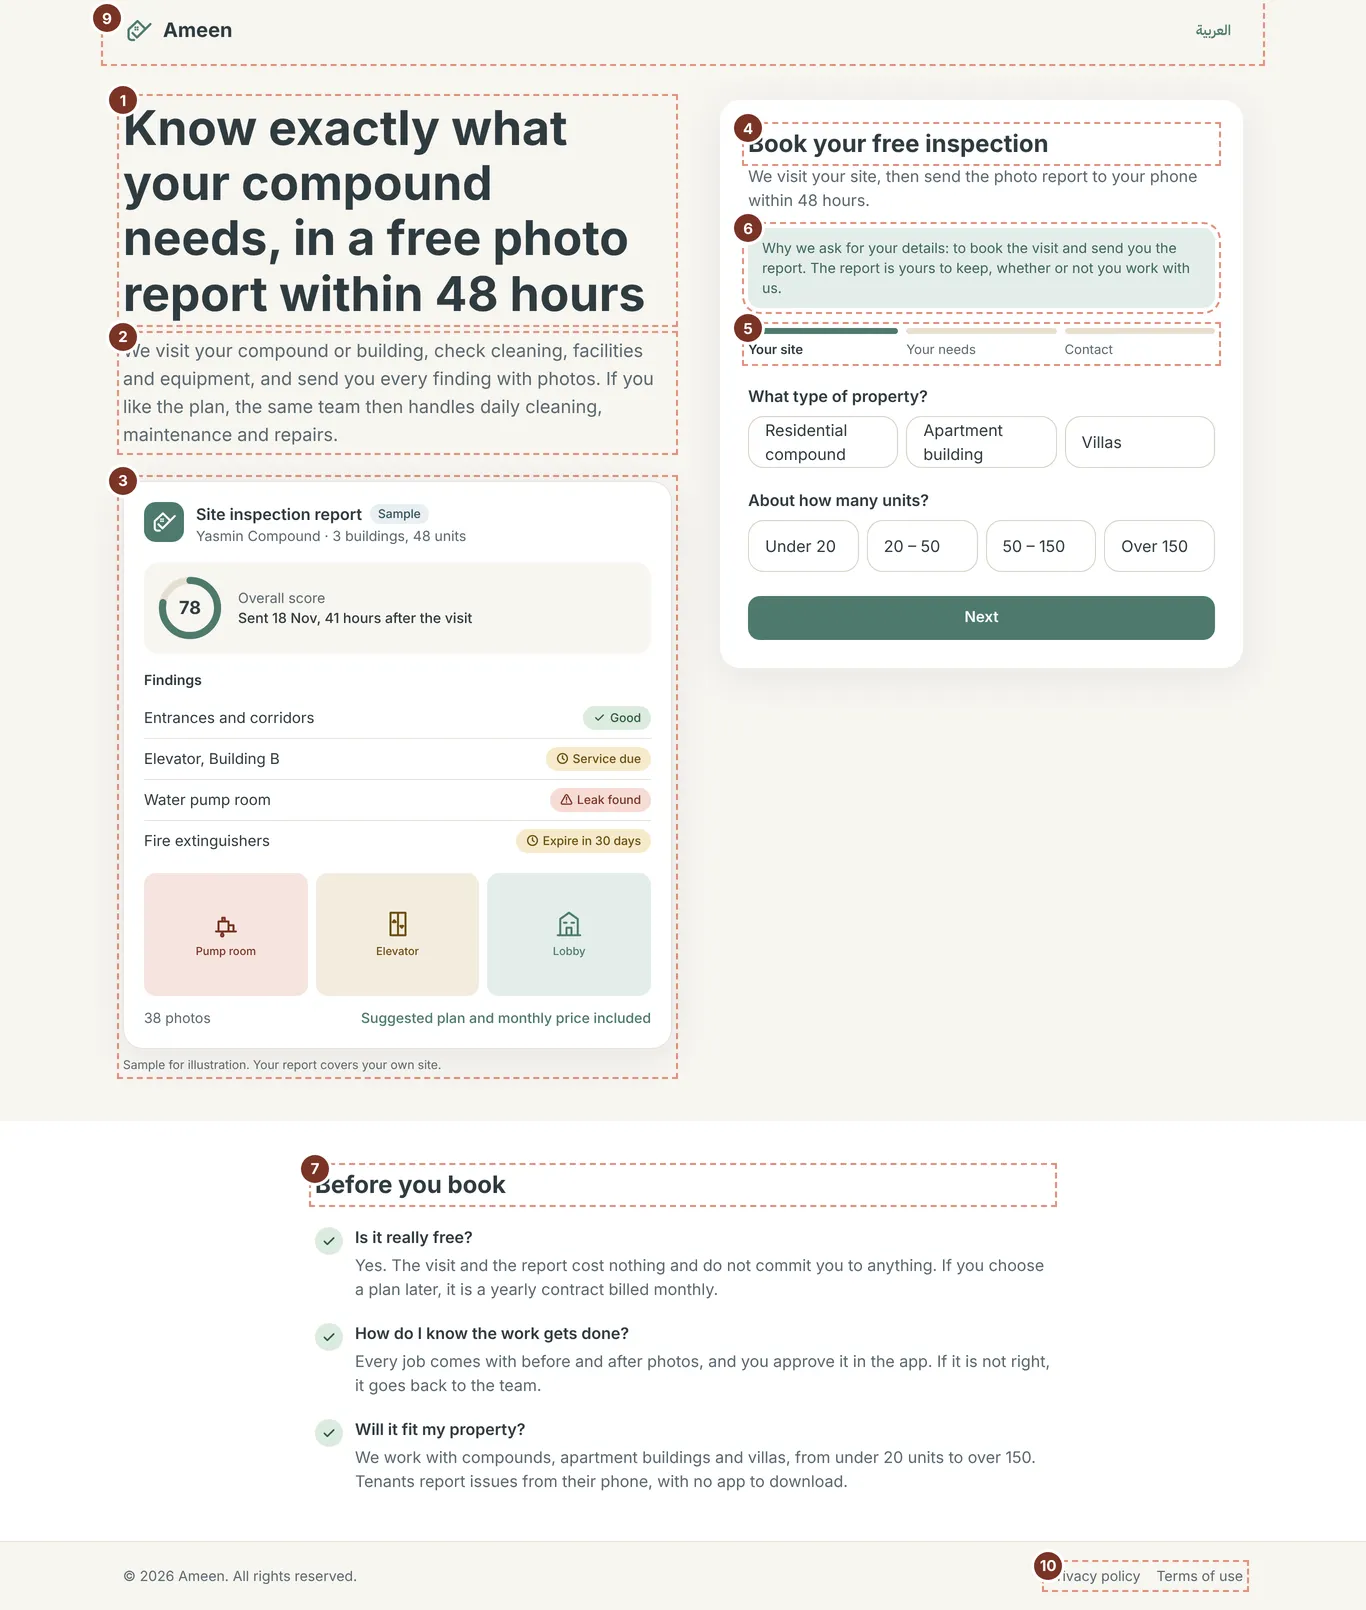 9
Ameen
العربية
1
Know exactly what
your compound
needs, in a free photo
report within 48 hours
2
We visit your compound or building, check cleaning, facilities
and equipment, and send you every finding with photos. If you
like the plan, the same team then handles daily cleaning,
maintenance and repairs.
3
Site inspection report
Sample
Yasmin Compound · 3 buildings, 48 units
78
Overall score
Sent 18 Nov, 41 hours after the visit
Findings
Entrances and corridors
Good
Elevator, Building B
Service due
Water pump room
Leak found
Fire extinguishers
Expire in 30 days
Pump room
Elevator
Lobby
38 photos
Suggested plan and monthly price included
Sample for illustration. Your report covers your own site.
4
Book your free inspection
We visit your site, then send the photo report to your phone
within 48 hours.
6
Why we ask for your details: to book the visit and send you the
report. The report is yours to keep, whether or not you work with
us.
5
Your site
Your needs
Contact
What type of property?
Residential
compound
Apartment
building
Villas
About how many units?
Under 20
20 – 50
50 – 150
Over 150
Next
7
Before you book
Is it really free?
Yes. The visit and the report cost nothing and do not commit you to anything. If you choose
a plan later, it is a yearly contract billed monthly.
How do I know the work gets done?
Every job comes with before and after photos, and you approve it in the app. If it is not right,
it goes back to the team.
Will it fit my property?
We work with compounds, apartment buildings and villas, from under 20 units to over 150.
Tenants report issues from their phone, with no app to download.
© 2026 Ameen. All rights reserved.
10
Privacy policy
Terms of use